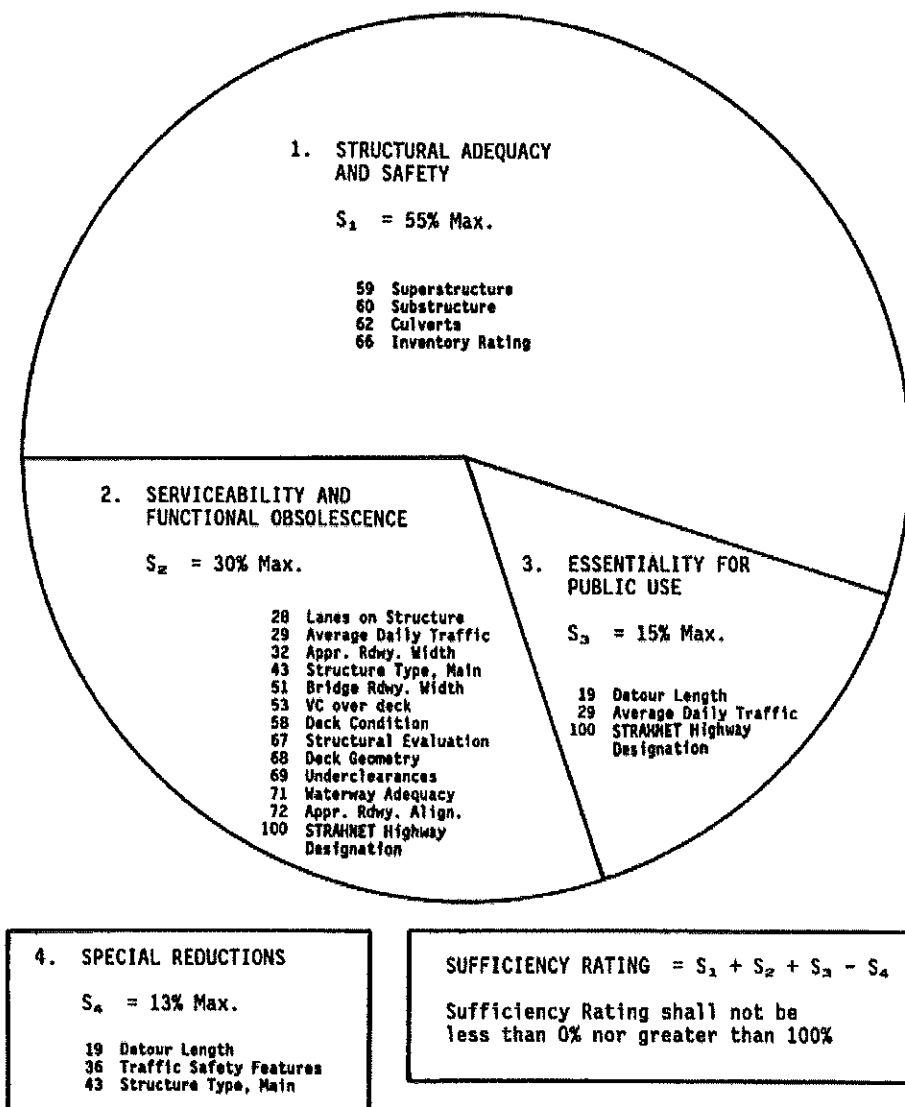 1. STRUCTURAL ADEQUACY
AND SAFETY
S₁ = 55% Max.
59 Superstructure
60 Substructure
62 Culverts
66 Inventory Rating
2. SERVICEABILITY AND
FUNCTIONAL OBSOLESCENCE
S₂ = 30% Max.
28 Lanes on Structure
29 Average Daily Traffic
32 Appr. Rdwy. Width
43 Structure Type, Main
51 Bridge Rdwy. Width
53 VC over deck
58 Deck Condition
67 Structural Evaluation
68 Deck Geometry
69 Underclearances
71 Waterway Adequacy
72 Appr. Rdwy. Align.
100 STRAHNET Highway
Designation
3. ESSENTIALITY FOR
PUBLIC USE
S₃ = 15% Max.
19 Detour Length
29 Average Daily Traffic
100 STRAHNET Highway
Designation
4. SPECIAL REDUCTIONS
S₄ = 13% Max.
19 Detour Length
36 Traffic Safety Features
43 Structure Type, Main
SUFFICIENCY RATING = S₁ + S₂ + S₃ - S₄
Sufficiency Rating shall not be
less than 0% nor greater than 100%